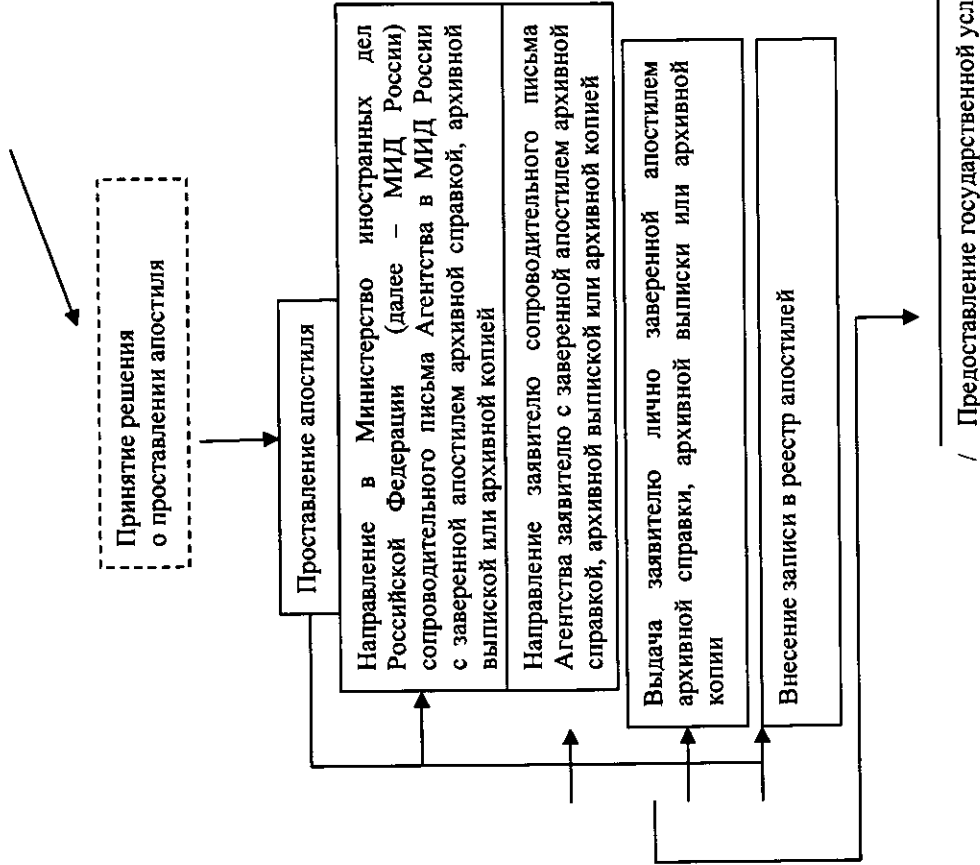 Принятие решения
о проставлении апостиля
Проставление апостиля
Направление в Министерство иностранных дел
Российской Федерации (далее – МИД России)
сопроводительного письма Агентства в МИД России
с заверенной апостилем архивной справкой, архивной
выпиской или архивной копией
Направление заявителю сопроводительного письма
Агентства заявителю с заверенной апостилем архивной
справкой, архивной выпиской или архивной копией
Выдача заявителю лично заверенной апостилем
архивной справки, архивной выписки или архивной
копии
Внесение записи в реестр апостилей
/ Предоставление государственной усл